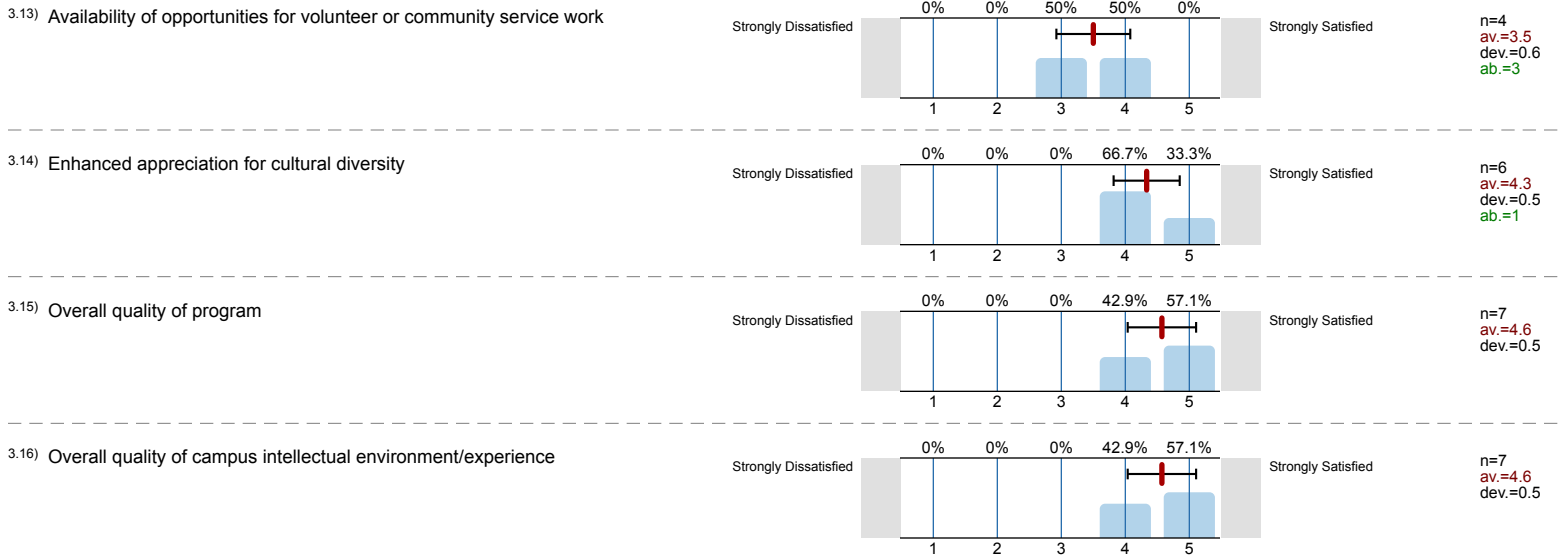 3.13) Availability of opportunities for volunteer or community service work
Strongly Dissatisfied
0% 0% 50% 50% 0%
1 2 3 4 5
Strongly Satisfied
n=4
av.=3.5
dev.=0.6
ab.=3
3.14) Enhanced appreciation for cultural diversity
Strongly Dissatisfied
0% 0% 0% 66.7% 33.3%
1 2 3 4 5
Strongly Satisfied
n=6
av.=4.3
dev.=0.5
ab.=1
3.15) Overall quality of program
Strongly Dissatisfied
0% 0% 0% 42.9% 57.1%
1 2 3 4 5
Strongly Satisfied
n=7
av.=4.6
dev.=0.5
3.16) Overall quality of campus intellectual environment/experience
Strongly Dissatisfied
0% 0% 0% 42.9% 57.1%
1 2 3 4 5
Strongly Satisfied
n=7
av.=4.6
dev.=0.5